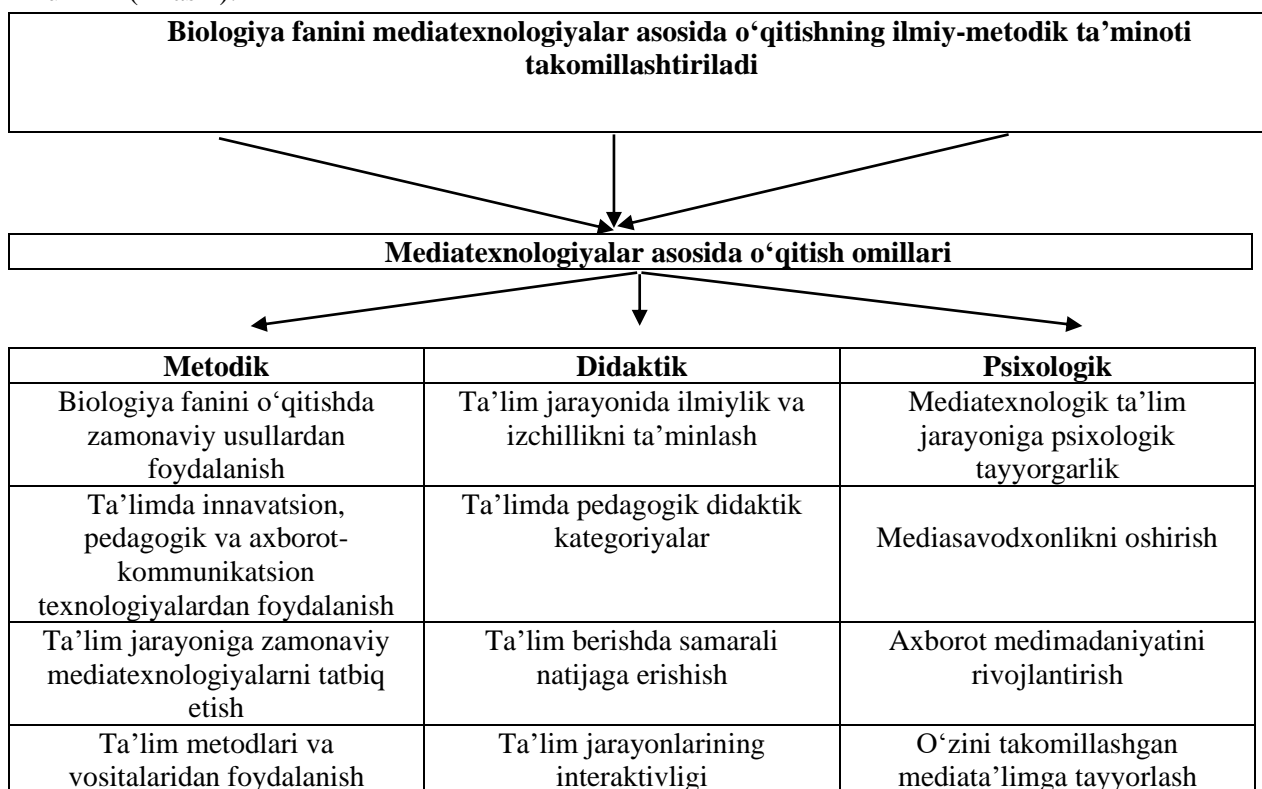 Biologiya fanini mediatexnologiyalar asosida o‘qitishning ilmiy-metodik ta’minoti
takomillashtiriladi
Mediatexnologiyalar asosida o‘qitish omillari
Metodik
Didaktik
Psixologik
Biologiya fanini o‘qitishda
zamonaviy usullardan
foydalanish
Ta’lim jarayonida ilmiylik va
izchillikni ta’minlash
Mediatexnologik ta’lim
jarayoniga psixologik
tayyorgarlik
Ta’limda innavatsion,
pedagogik va axborot-
kommunikatsion
texnologiyalardan foydalanish
Ta’limda pedagogik didaktik
kategoriyalar
Mediasavodxonlikni oshirish
Ta’lim jarayoniga zamonaviy
mediatexnologiyalarni tatbiq
etish
Ta’lim berishda samarali
natijaga erishish
Axborot medimadaniyatini
rivojlantirish
Ta’lim metodlari va
vositalaridan foydalanish
Ta’lim jarayonlarining
interaktivligi
O‘zini takomillashgan
mediata’limga tayyorlash